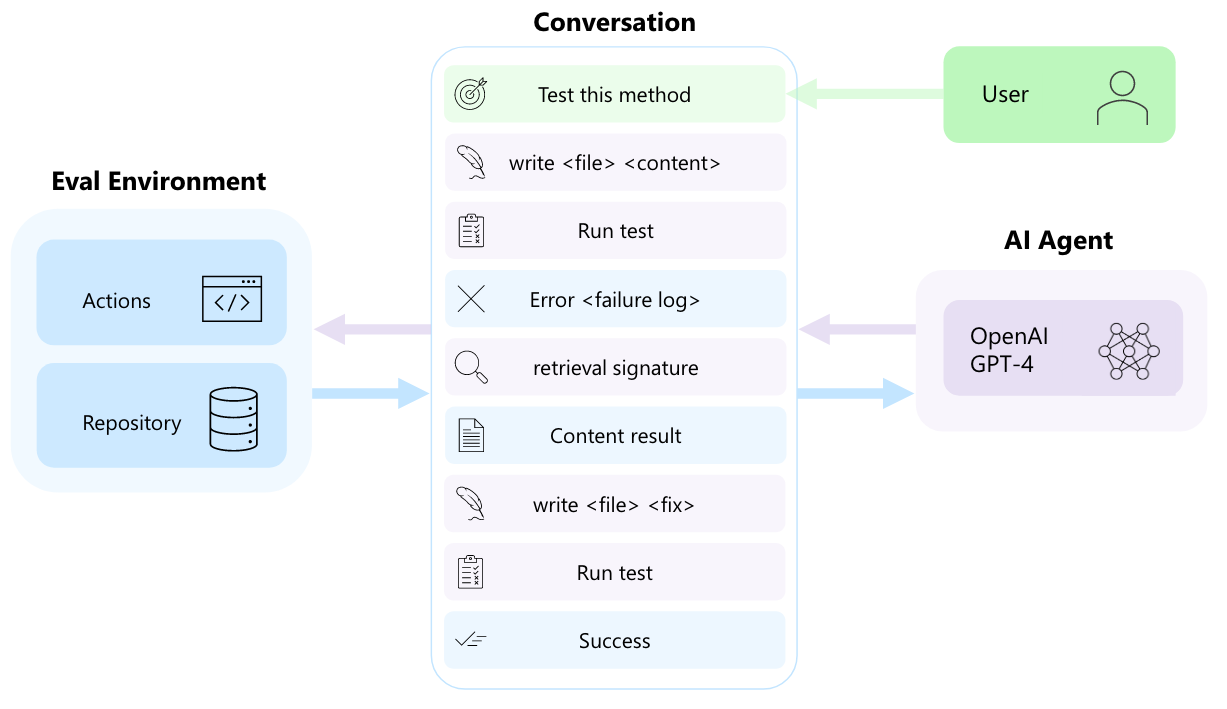 Conversation
Test this method
User
write <file> <content>
Eval Environment
Run test
AI Agent
Actions
Error <failure log>
OpenAI
GPT-4
retrieval signature
Repository
Content result
write <file> <fix>
Run test
Success